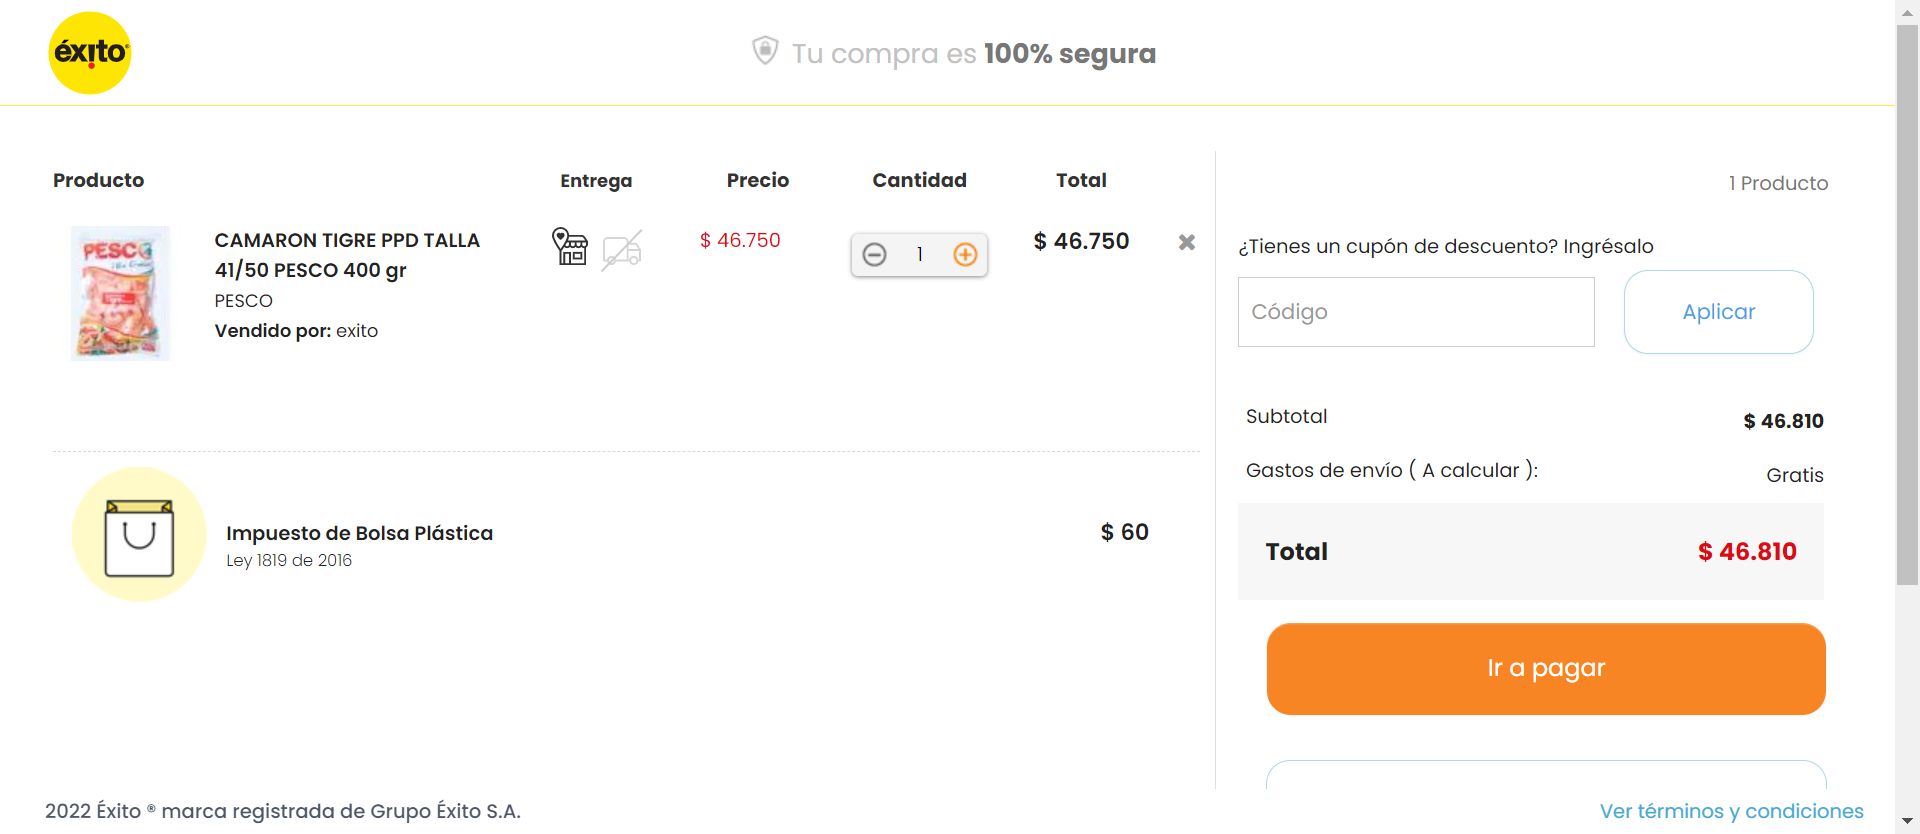 éxito
Tu compra es 100% segura
Producto
Entrega
Precio
Cantidad
Total
PESCO
CAMARON TIGRE PPD TALLA
41/50 PESCO 400 gr
PESCO
Vendido por: exito
$ 46.750
1
$ 46.750
Impuesto de Bolsa Plástica
Ley 1819 de 2016
$ 60
1 Producto
¿Tienes un cupón de descuento? Ingrésalo
Código
Aplicar
Subtotal
$ 46.810
Gastos de envío ( A calcular ):
Gratis
Total
$ 46.810
Ir a pagar
2022 Éxito ® marca registrada de Grupo Éxito S.A.
Ver términos y condiciones